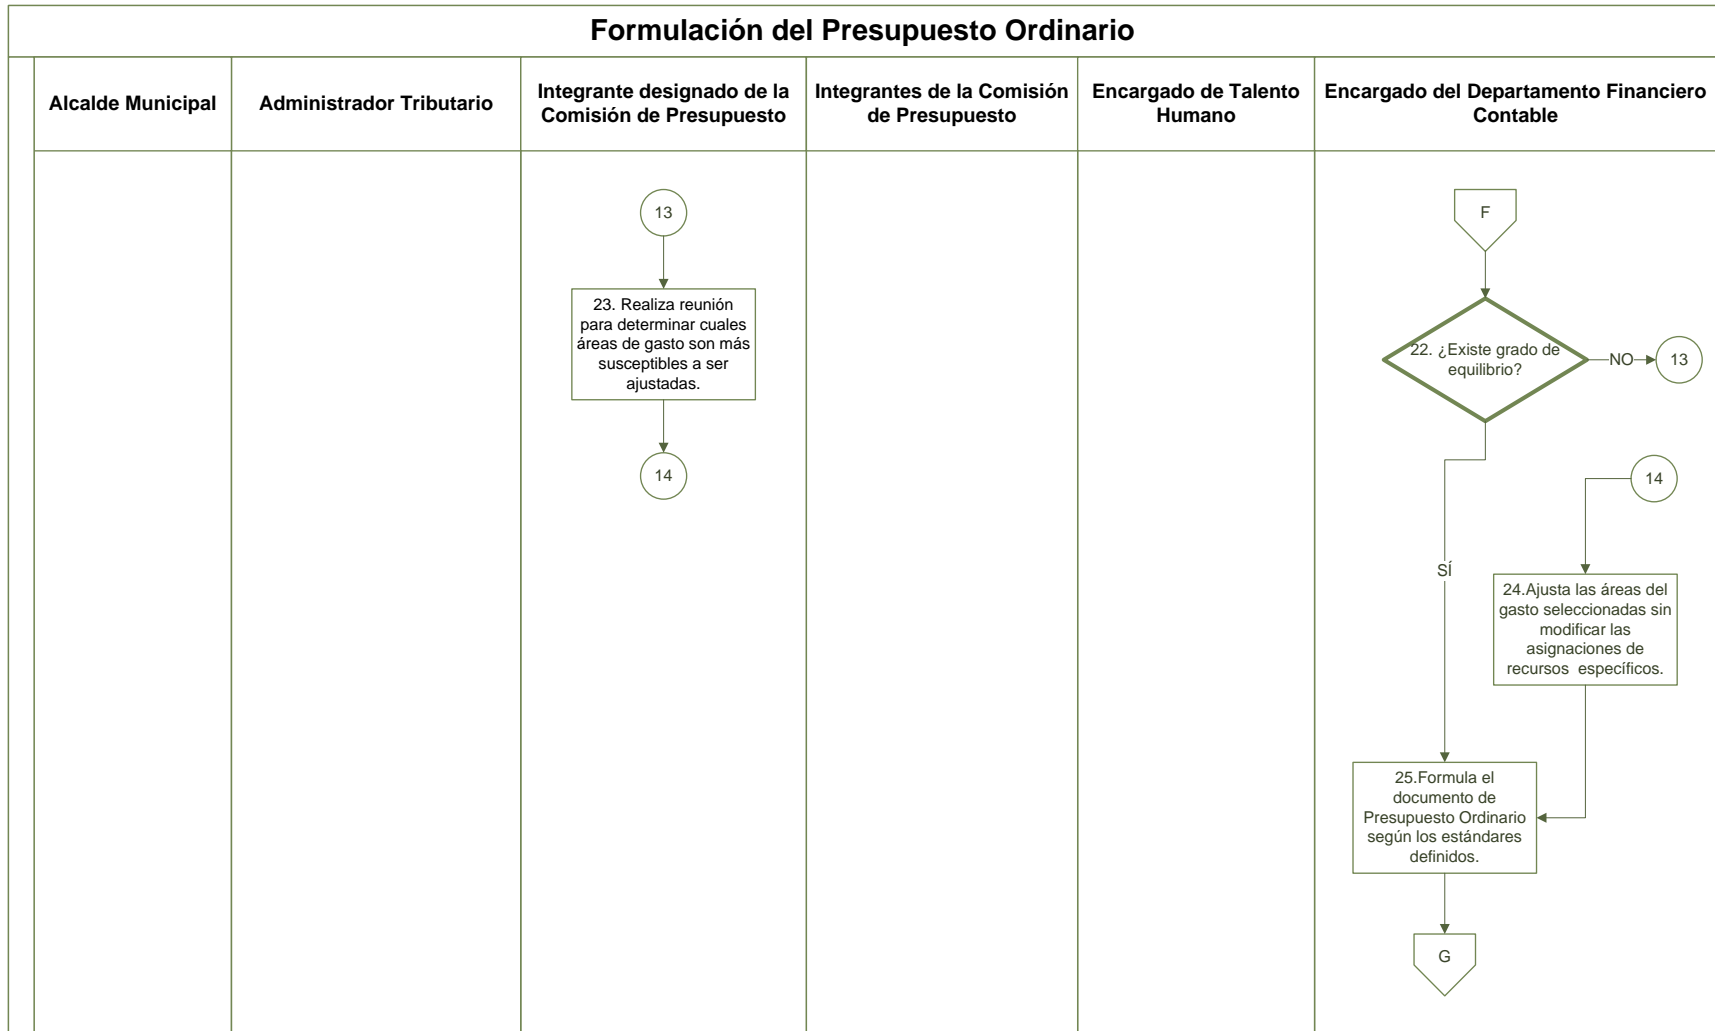 Formulación del Presupuesto Ordinario
Alcalde Municipal
Administrador Tributario
Integrante designado de la
Comisión de Presupuesto
Integrantes de la Comisión
de Presupuesto
Encargado de Talento
Humano
Encargado del Departamento Financiero
Contable
13
23. Realiza reunión
para determinar cuales
áreas de gasto son más
susceptibles a ser
ajustadas.
14
F
22. ¿Existe grado de
equilibrio?
NO
13
14
SÍ
24.Ajusta las áreas del
gasto seleccionadas sin
modificar las
asignaciones de
recursos  específicos.
25.Formula el
documento de
Presupuesto Ordinario
según los estándares
definidos.
G